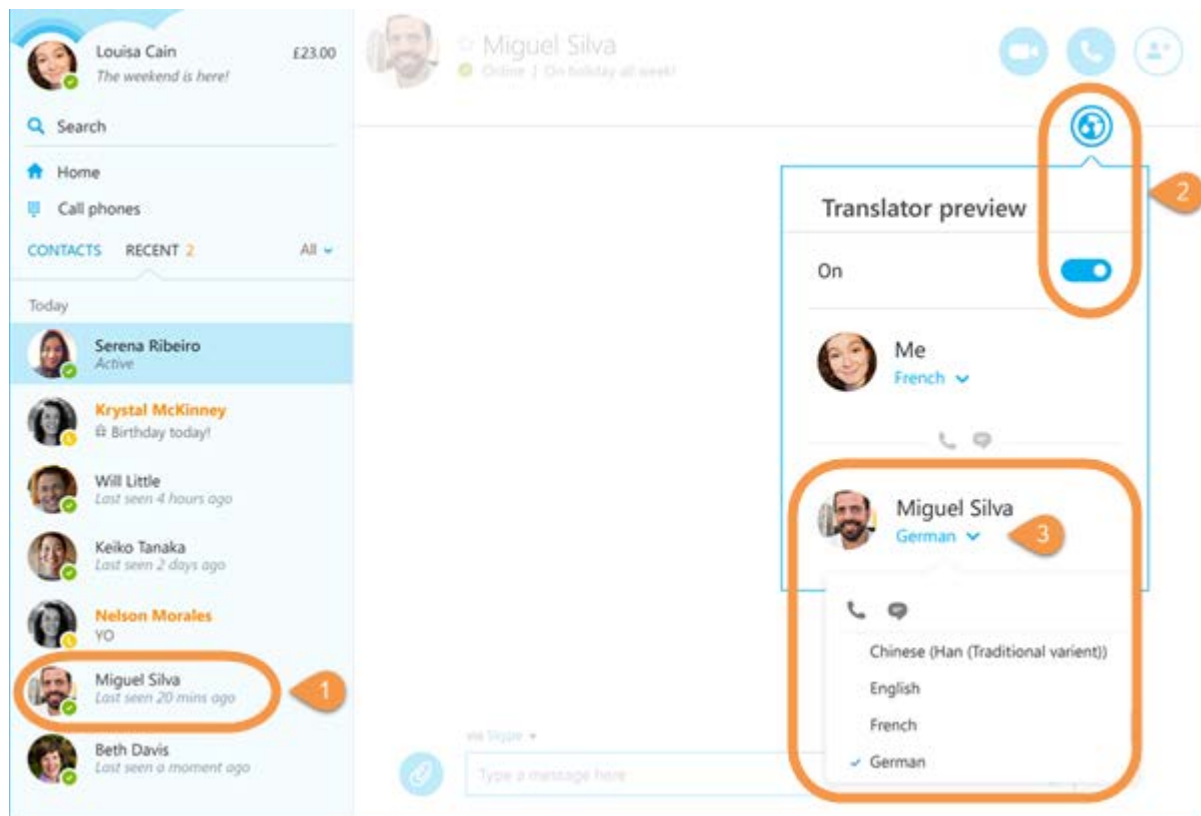 Louisa Cain
£23.00
The weekend is here!
Search
Home
Call phones
CONTACTS RECENT 2 All
Today
Serena Ribeiro
Active
Krystal McKinney
Birthday today!
Will Little
Last seen 4 hours ago
Keiko Tanaka
Last seen 2 days ago
Nelson Morales
YO
Miguel Silva
Last seen 20 mins ago
1
Beth Davis
Last seen a moment ago
Miguel Silva
Online | On holiday all week!
2
Translator preview
On
Me
French
Miguel Silva
German
3
Chinese (Han (Traditional varient))
English
French
German
via Skype
Type a message here